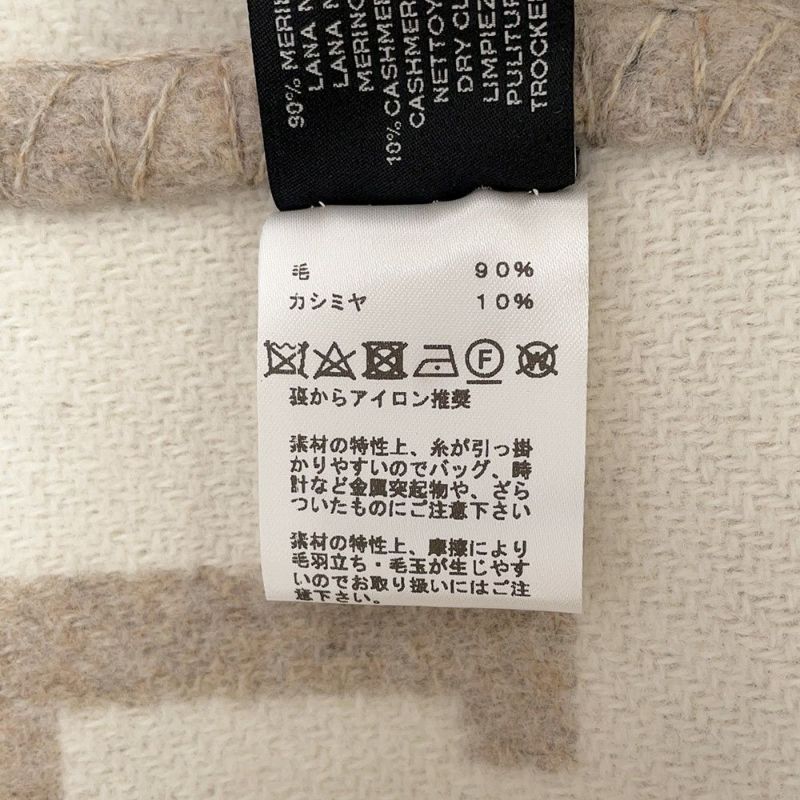 90% MERI
LANA M
LANA M
MERINO
10% CASHMER
CASHME
NETTOY
DRY CL
LIMPIEZ
PULITUR
TROCKE
毛 90%
カシミヤ 10%
F
W
裏からアイロン推奨
素材の特性上、糸が引っ掛
かりやすいのでバッグ、時
計など金属突起物や、ざら
ついたものにご注意下さい
素材の特性上、摩擦により
毛羽立ち・毛玉が生じやす
いのでお取り扱いにはご注
意下さい。